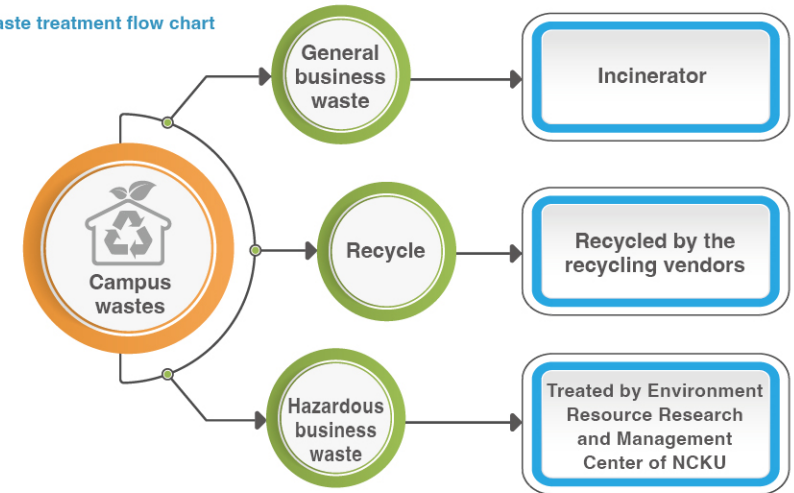 aste treatment flow chart
General
business
waste
Incinerator
Campus
wastes
Recycle
Recycled by the
recycling vendors
Hazardous
business
waste
Treated by Environment
Resource Research
and Management
Center of NCKU